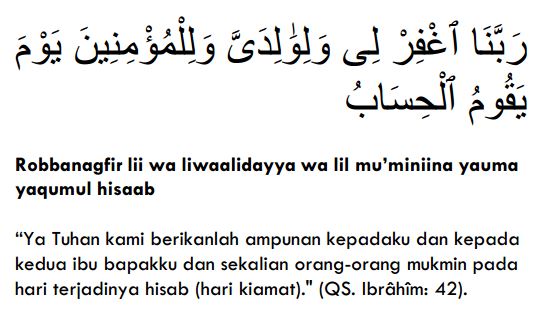 رَبَّنَا ٱغْفِرْ لِى وَلِوَٰلِدَىَّ وَلِلْمُؤْمِنِينَ يَوْمَ
يَقُومُ ٱلْحِسَابُ
Robbanagfir lii wa liwaalidayya wa lil mu’miniina yauma
yaqumul hisaab
“Ya Tuhan kami berikanlah ampunan kepadaku dan kepada
kedua ibu bapakku dan sekalian orang-orang mukmin pada
hari terjadinya hisab (hari kiamat)." (QS. Ibrâhîm: 42).